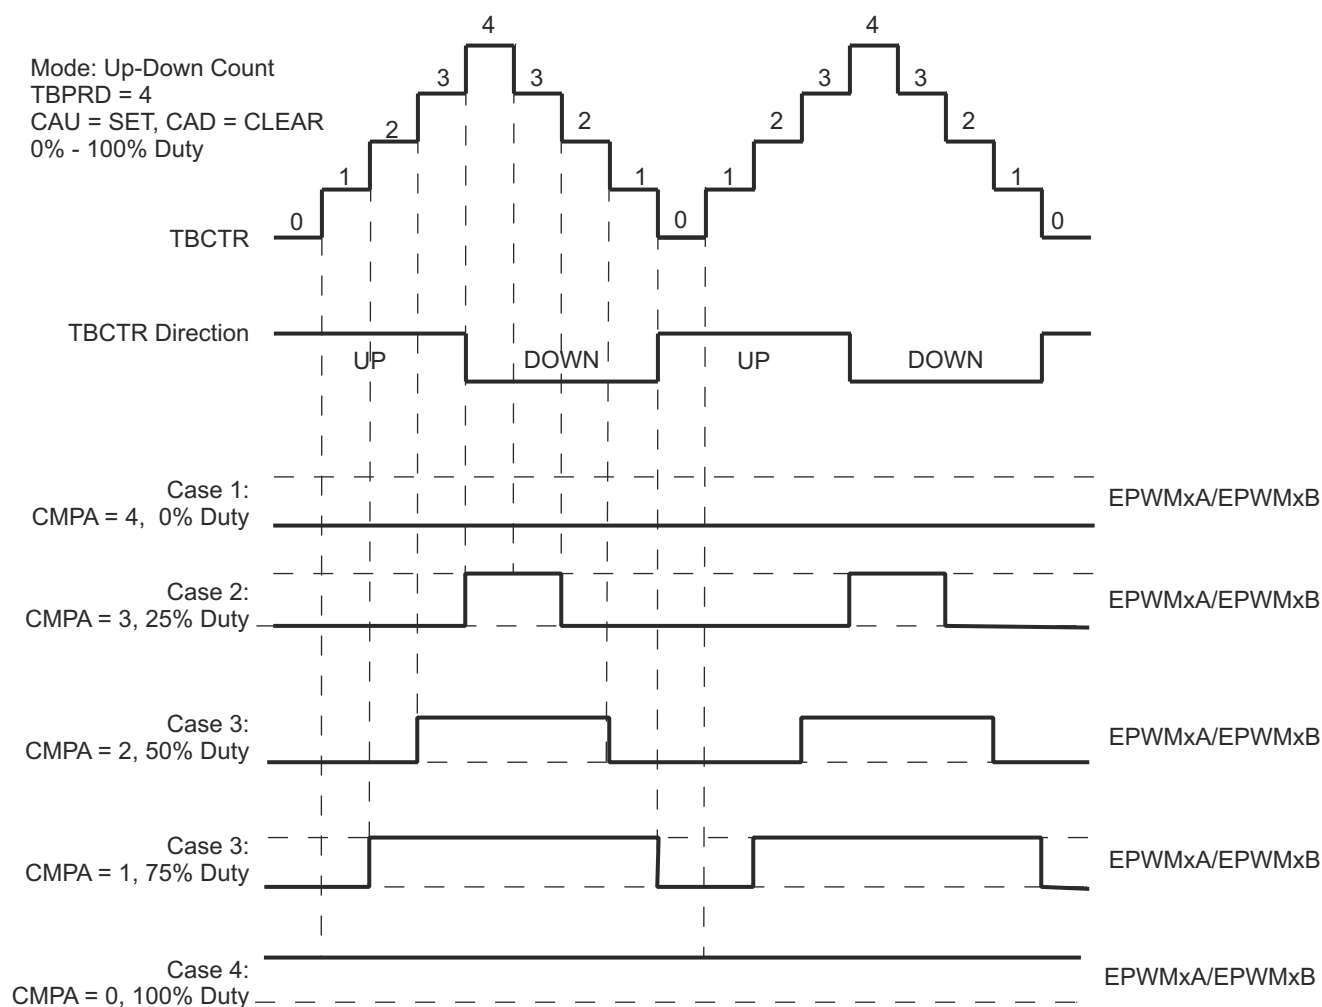 4
4
Mode: Up-Down Count
TBPRD = 4
CAU = SET, CAD = CLEAR
0% - 100% Duty
3
3
3
3
2
2
2
2
1
1
1
1
0
0
0
TBCTR
TBCTR Direction
UP
DOWN
UP
DOWN
Case 1:
CMPA = 4, 0% Duty
EPWMxA/EPWMxB
Case 2:
CMPA = 3, 25% Duty
EPWMxA/EPWMxB
Case 3:
CMPA = 2, 50% Duty
EPWMxA/EPWMxB
Case 3:
CMPA = 1, 75% Duty
EPWMxA/EPWMxB
Case 4:
CMPA = 0, 100% Duty
EPWMxA/EPWMxB